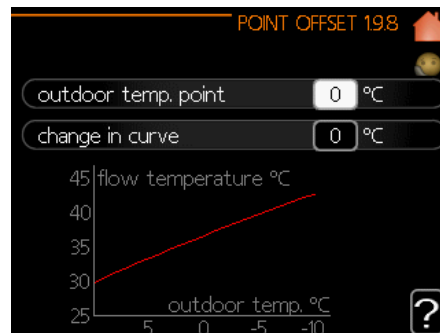 POINT OFFSET 1.9.8
outdoor temp. point 0 °C
change in curve 0 °C
45 flow temperature °C
40
35
30
outdoor temp. °C
25 5 0 -5 -10
?